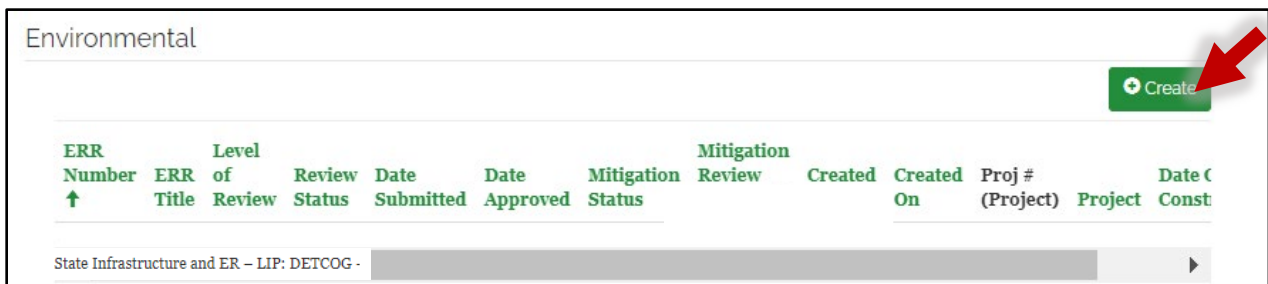 Environmental
Create
ERR Number ↑ ERR Title Level of Review Review Status Date Submitted Date Approved Mitigation Status Mitigation Review Created Created On Proj # (Project) Project Date
State Infrastructure and ER – LIP: DETCOG -